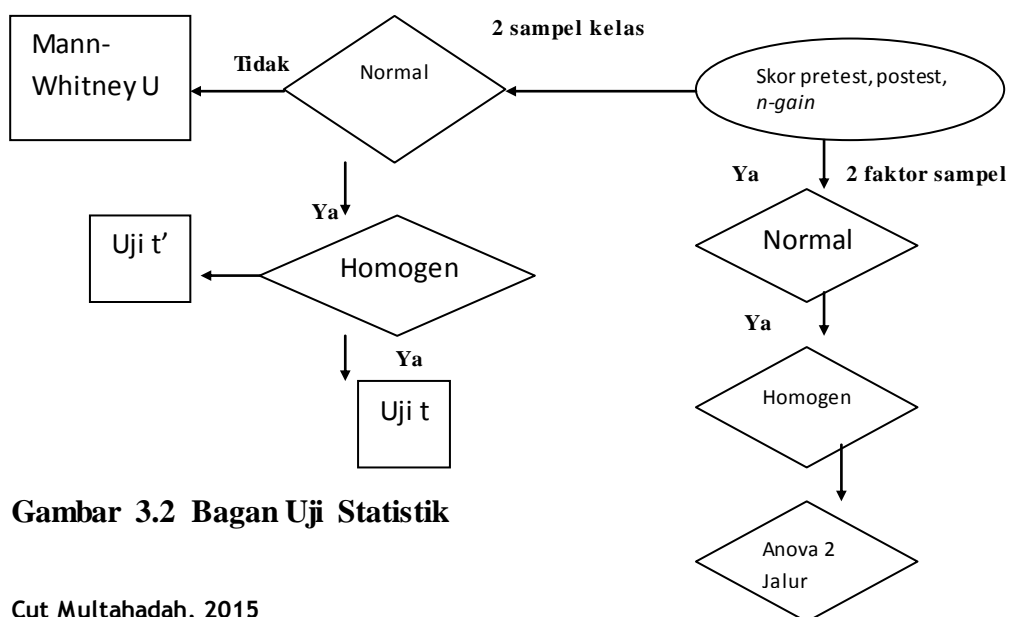 2 sampel kelas
Mann-
Whitney U
Tidak
Normal
Skor pretest, postest,
n-gain
Ya
2 faktor sampel
Ya
Uji t’
Homogen
Normal
Ya
Ya
Uji t
Homogen
Gambar 3.2 Bagan Uji Statistik
Anova 2
Jalur
Cut Multahadah, 2015